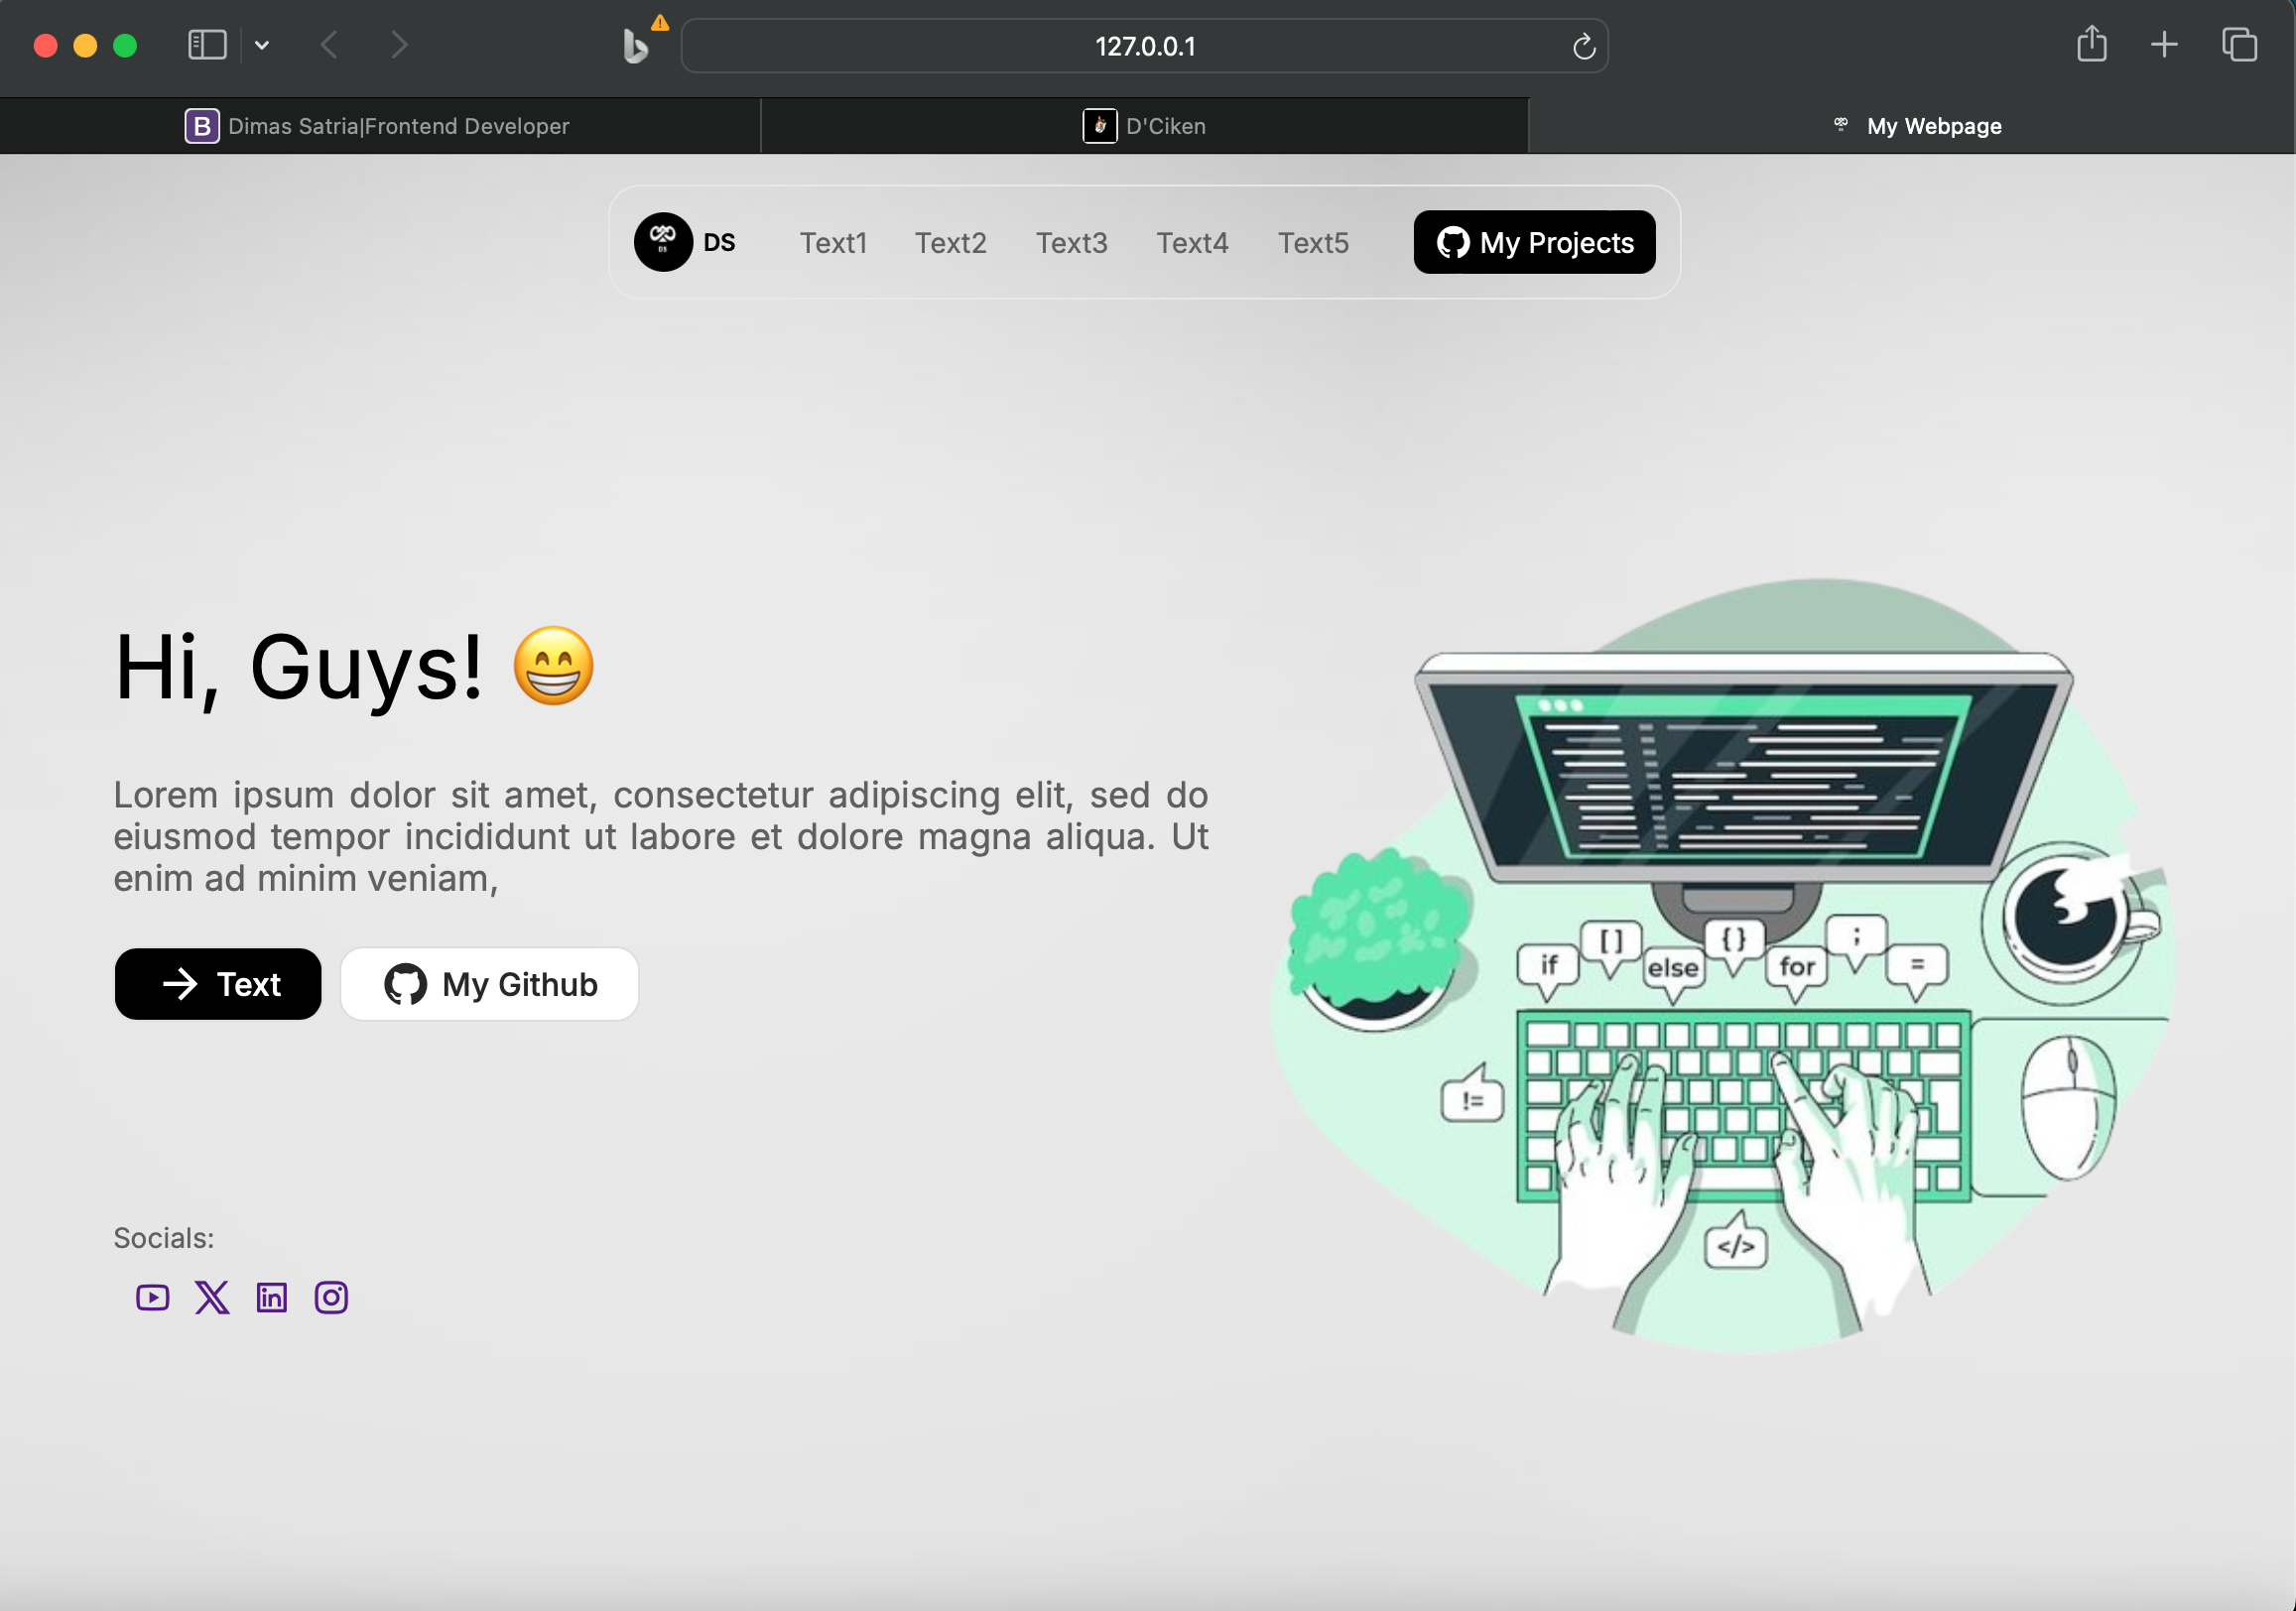 127.0.0.1
B Dimas Satria|Frontend Developer
D'Ciken
My Webpage
DS DS Text1 Text2 Text3 Text4 Text5 My Projects
Hi, Guys! 😁
Lorem ipsum dolor sit amet, consectetur adipiscing elit, sed do
eiusmod tempor incididunt ut labore et dolore magna aliqua. Ut
enim ad minim veniam,
Text
My Github
if [ ] else { } for ; =
!=
</>
Socials:
in